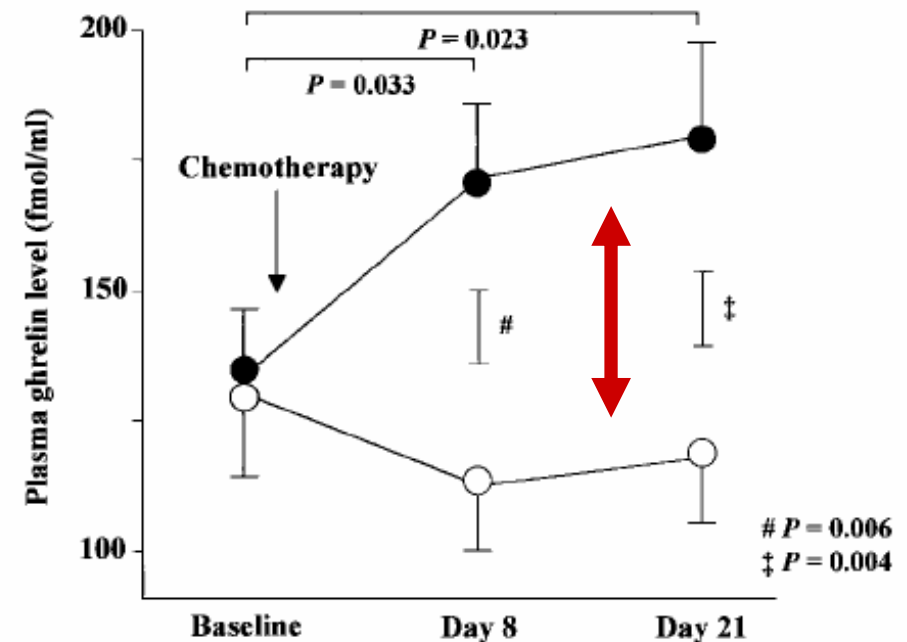 200
P = 0.023
P = 0.033
Chemotherapy
Plasma ghrelin level (fmol/ml)
150
#
‡
100
# P = 0.006
‡ P = 0.004
Baseline Day 8 Day 21